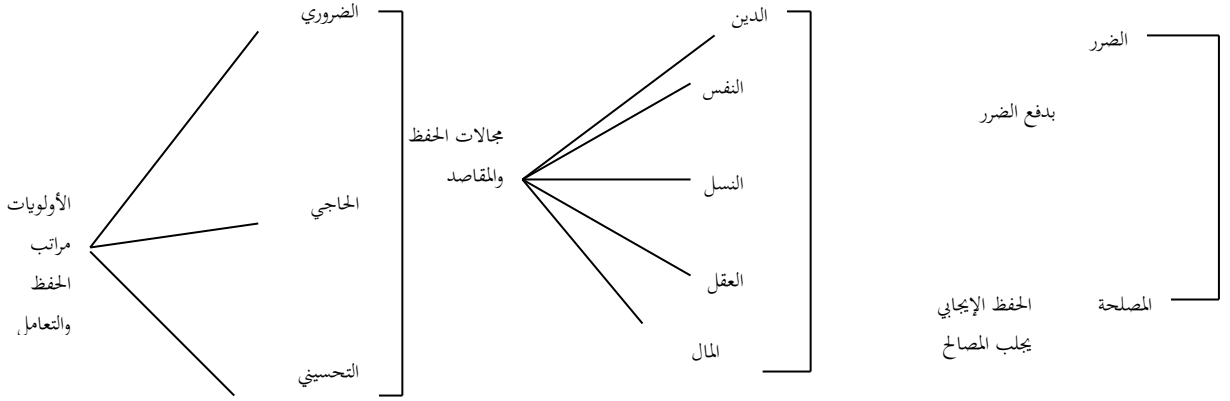 الضرر
بدفع الضرر
المصلحة
الحفظ الإيجابي
يجلب المصالح
الدين
النفس
النسل
العقل
المال
مجالات الحفظ
والمقاصد
الضروري
الحاجي
التحسيني
الأولويات
مراتب
الحفظ
والتعامل